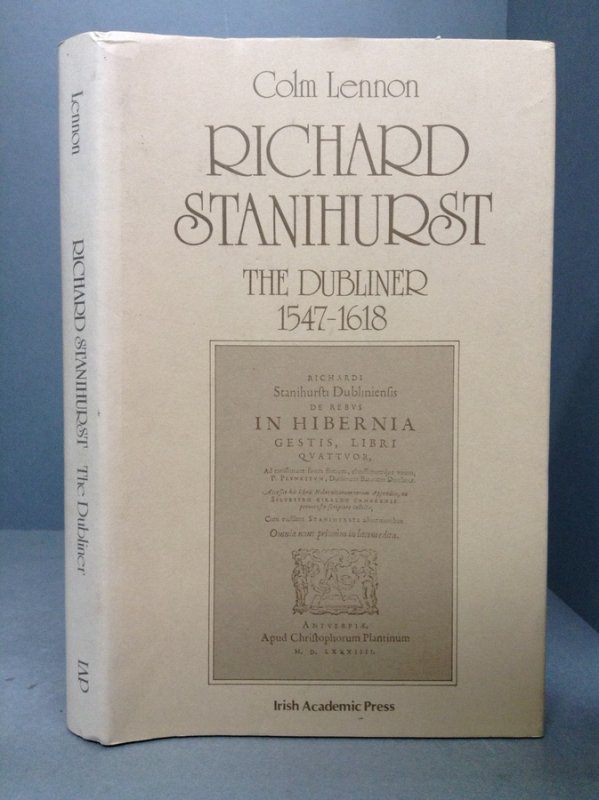 Colm Lennon
RICHARD
STANIHURST
THE DUBLINER
1547-1618
RICHARDI
Stanihursti Dubliniensis
DE REBVS
IN HIBERNIA
GESTIS, LIBRI
QVATTVOR,
Omnia nunc primùm in lucem edita.
ANTVERPIÆ,
Apud Christophorum Plantinum
M. D. LXXXIIII.
Irish Academic Press
Lennon
RICHARD STANIHURST The Dubliner
IAP